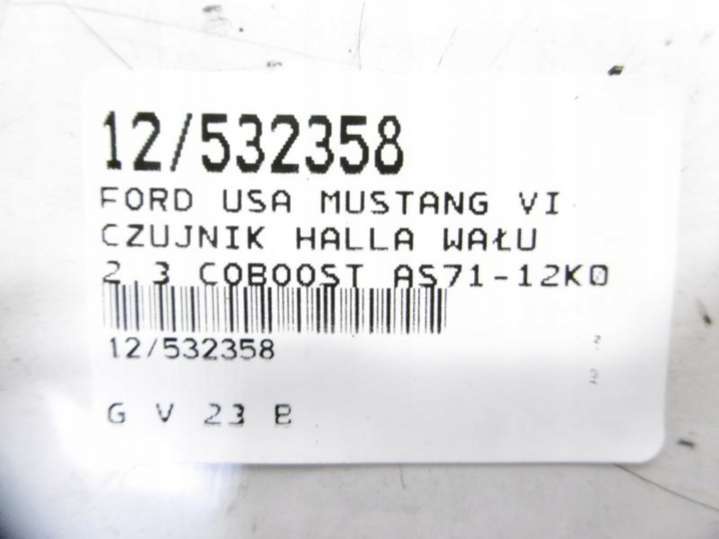 12/532358
FORD USA MUSTANG VI
CZUJNIK HALLA WAŁU
2.3 COBOOST AS71-12K0
12/532358
G V 23 B